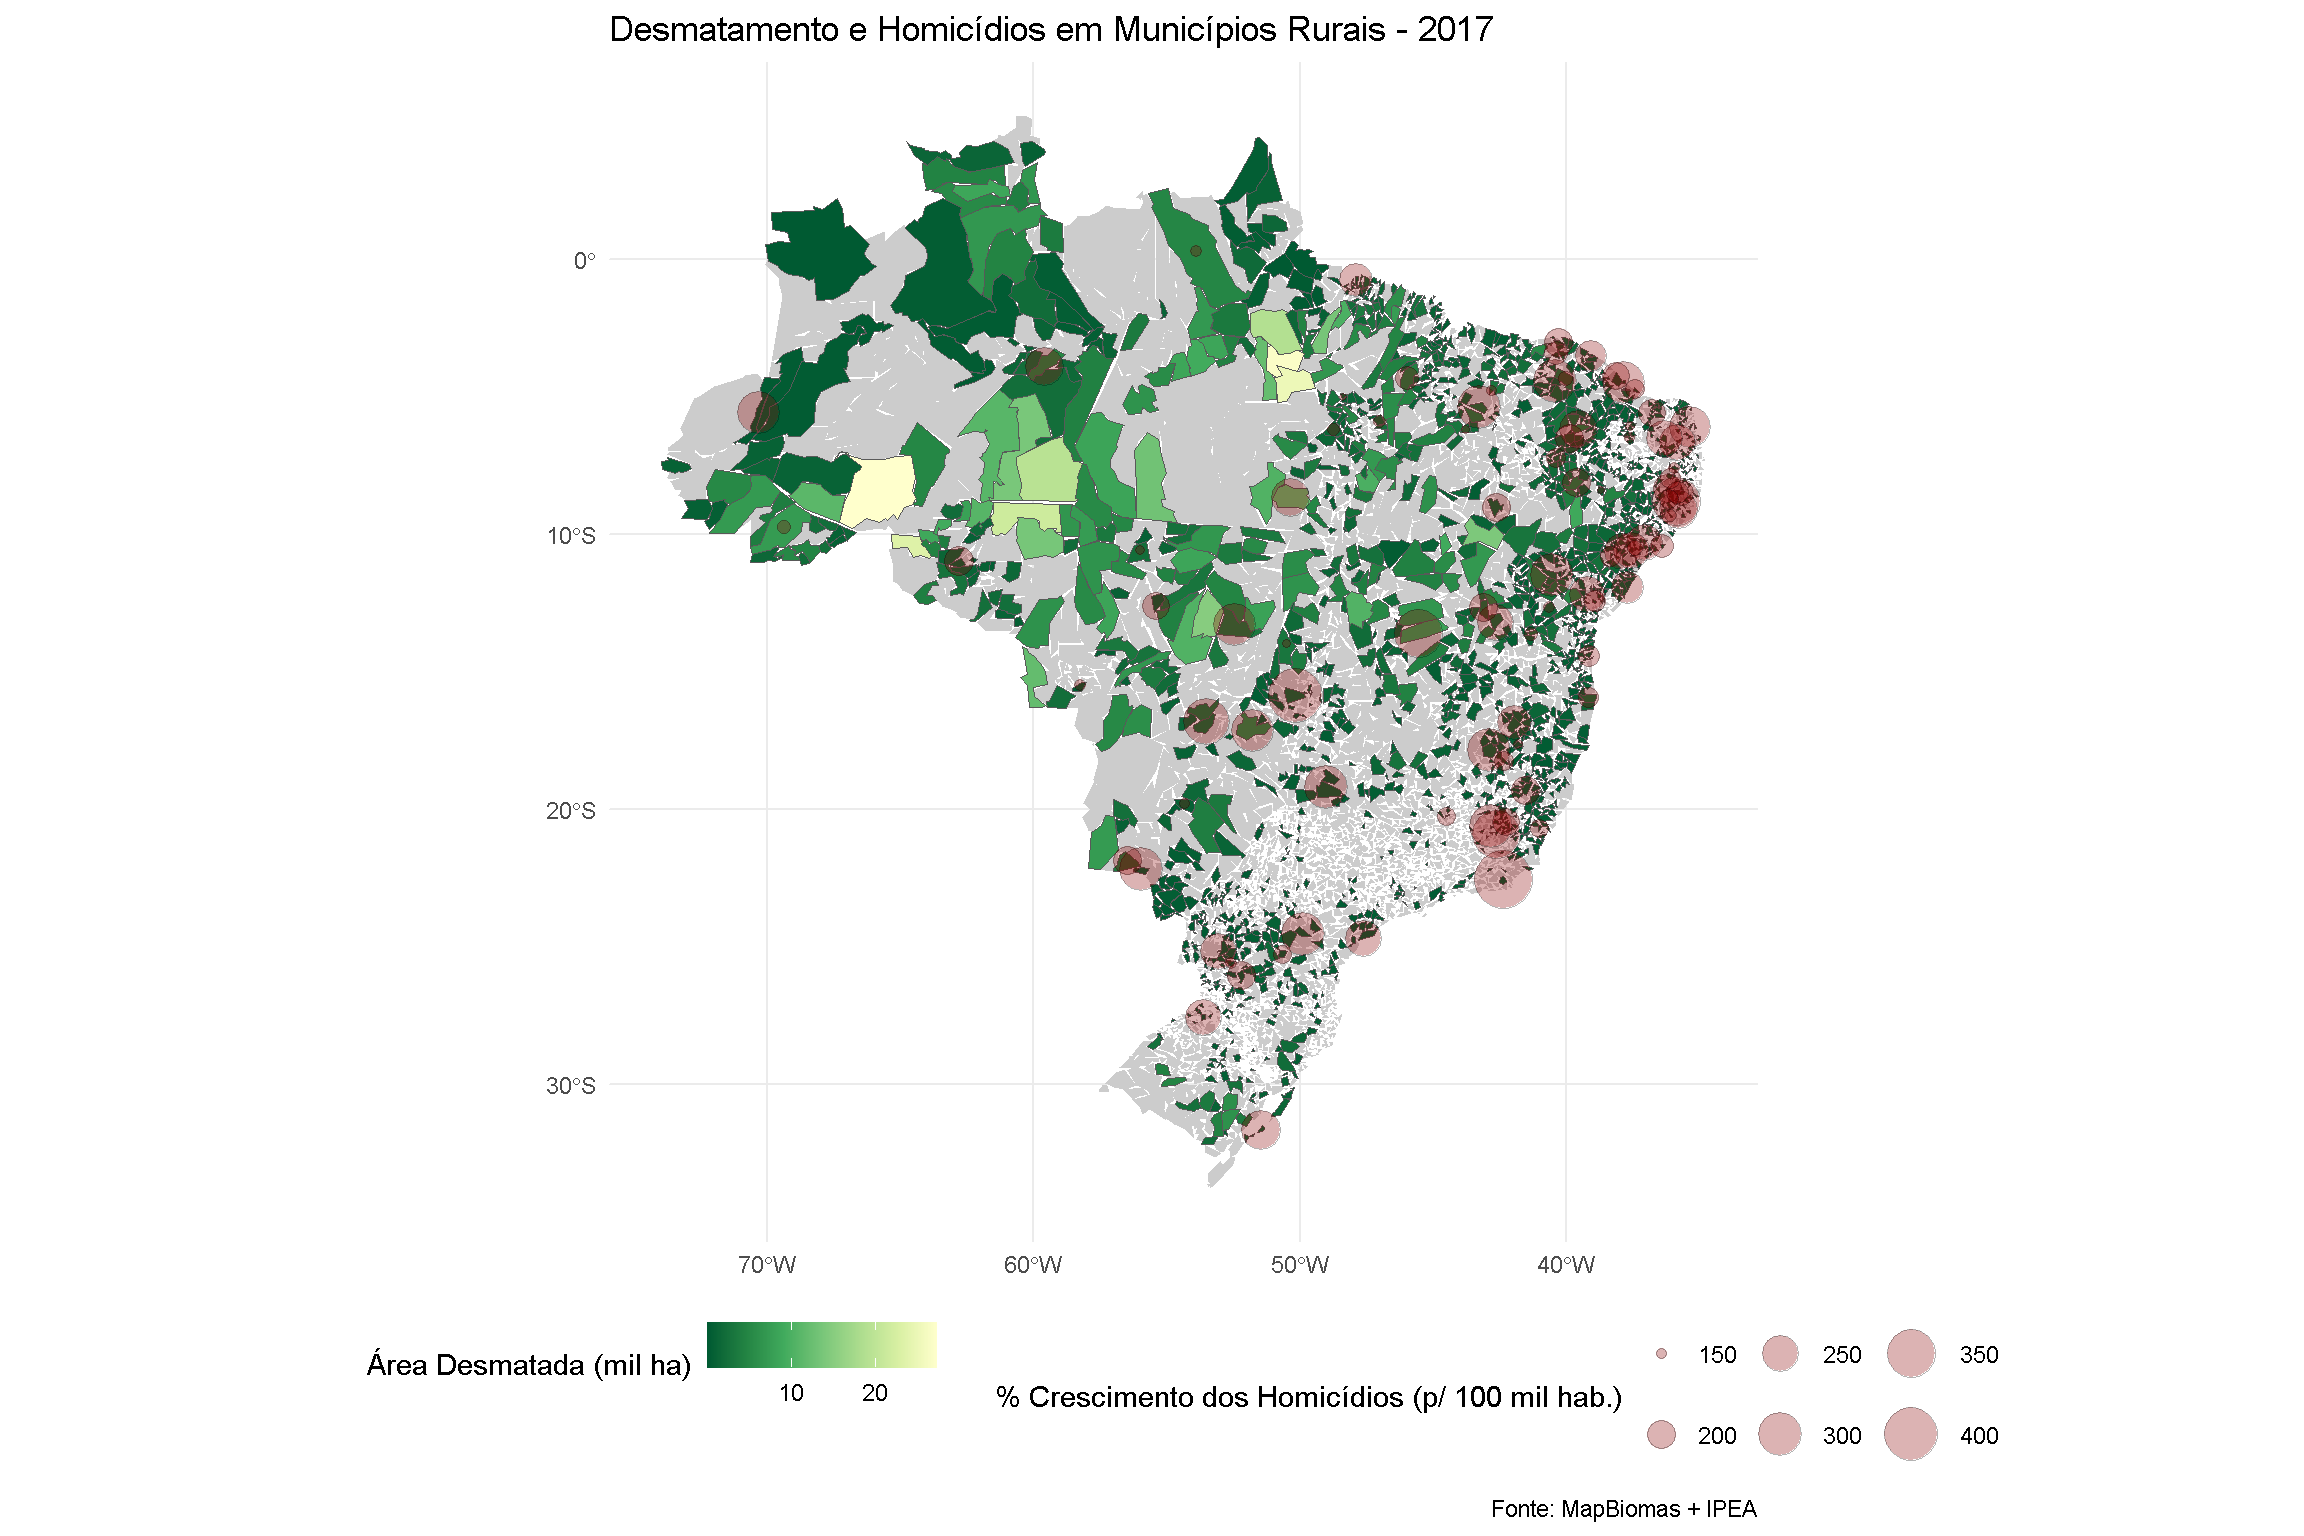 Desmatamento e Homicídios em Municípios Rurais - 2017
0°
10°S
20°S
30°S
70°W
60°W
50°W
40°W
Área Desmatada (mil ha)
10
20
% Crescimento dos Homicídios (p/ 100 mil hab.)
150
250
350
200
300
400
Fonte: MapBiomas + IPEA